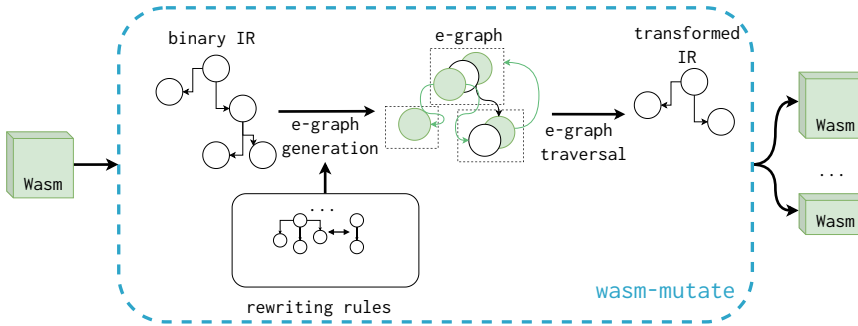 binary IR
e-graph
transformed
IR
e-graph
generation
e-graph
traversal
Wasm
Wasm
...
Wasm
...
rewriting rules
wasm-mutate